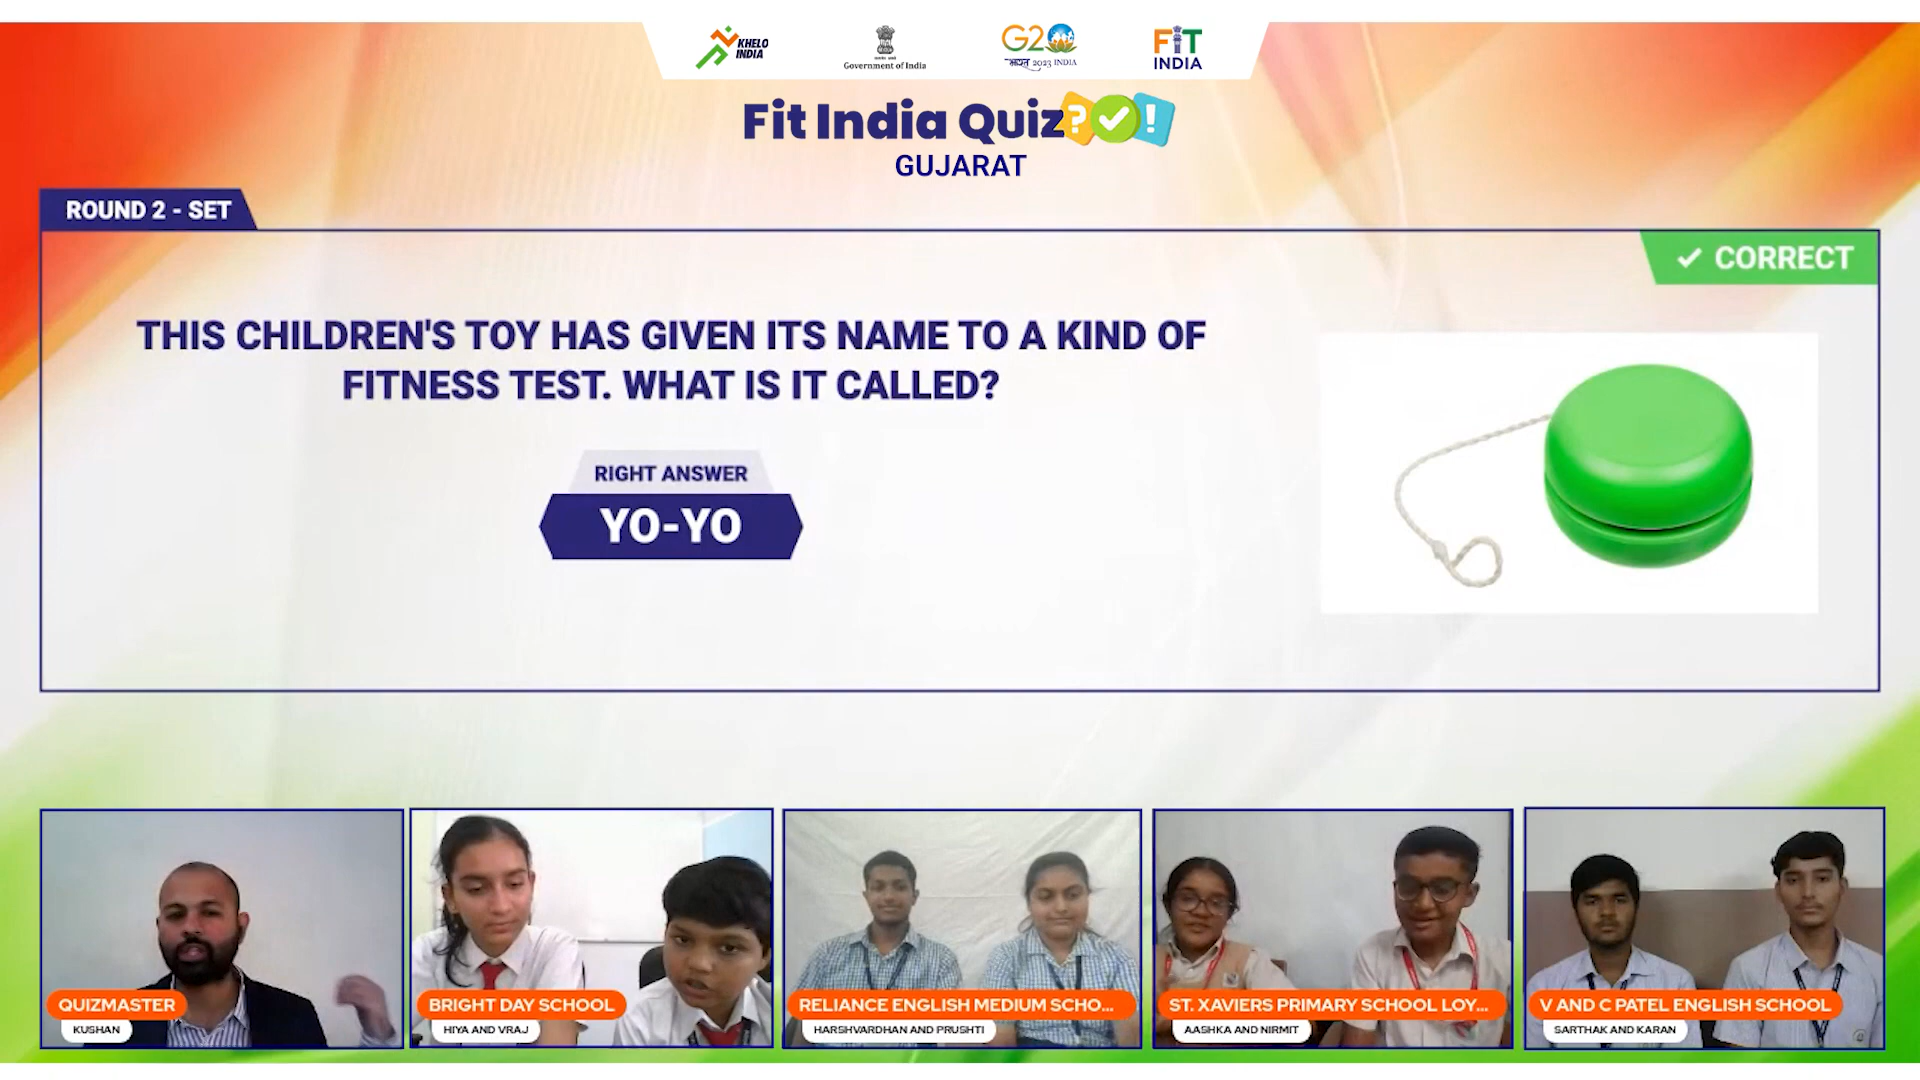 KHELO
INDIA
Government of India
G20
भारत 2023 INDIA
FIT
INDIA
Fit India Quiz?!
GUJARAT
ROUND 2 - SET
CORRECT
THIS CHILDREN'S TOY HAS GIVEN ITS NAME TO A KIND OF
FITNESS TEST. WHAT IS IT CALLED?
RIGHT ANSWER
YO-YO
QUIZMASTER
KUSHAN
BRIGHT DAY SCHOOL
HIYA AND VRAJ
RELIANCE ENGLISH MEDIUM SCHO...
HARSHVARDHAN AND PRUSHTI
ST. XAVIERS PRIMARY SCHOOL LOY...
AASHKA AND NIRMIT
V AND C PATEL ENGLISH SCHOOL
SARTHAK AND KARAN